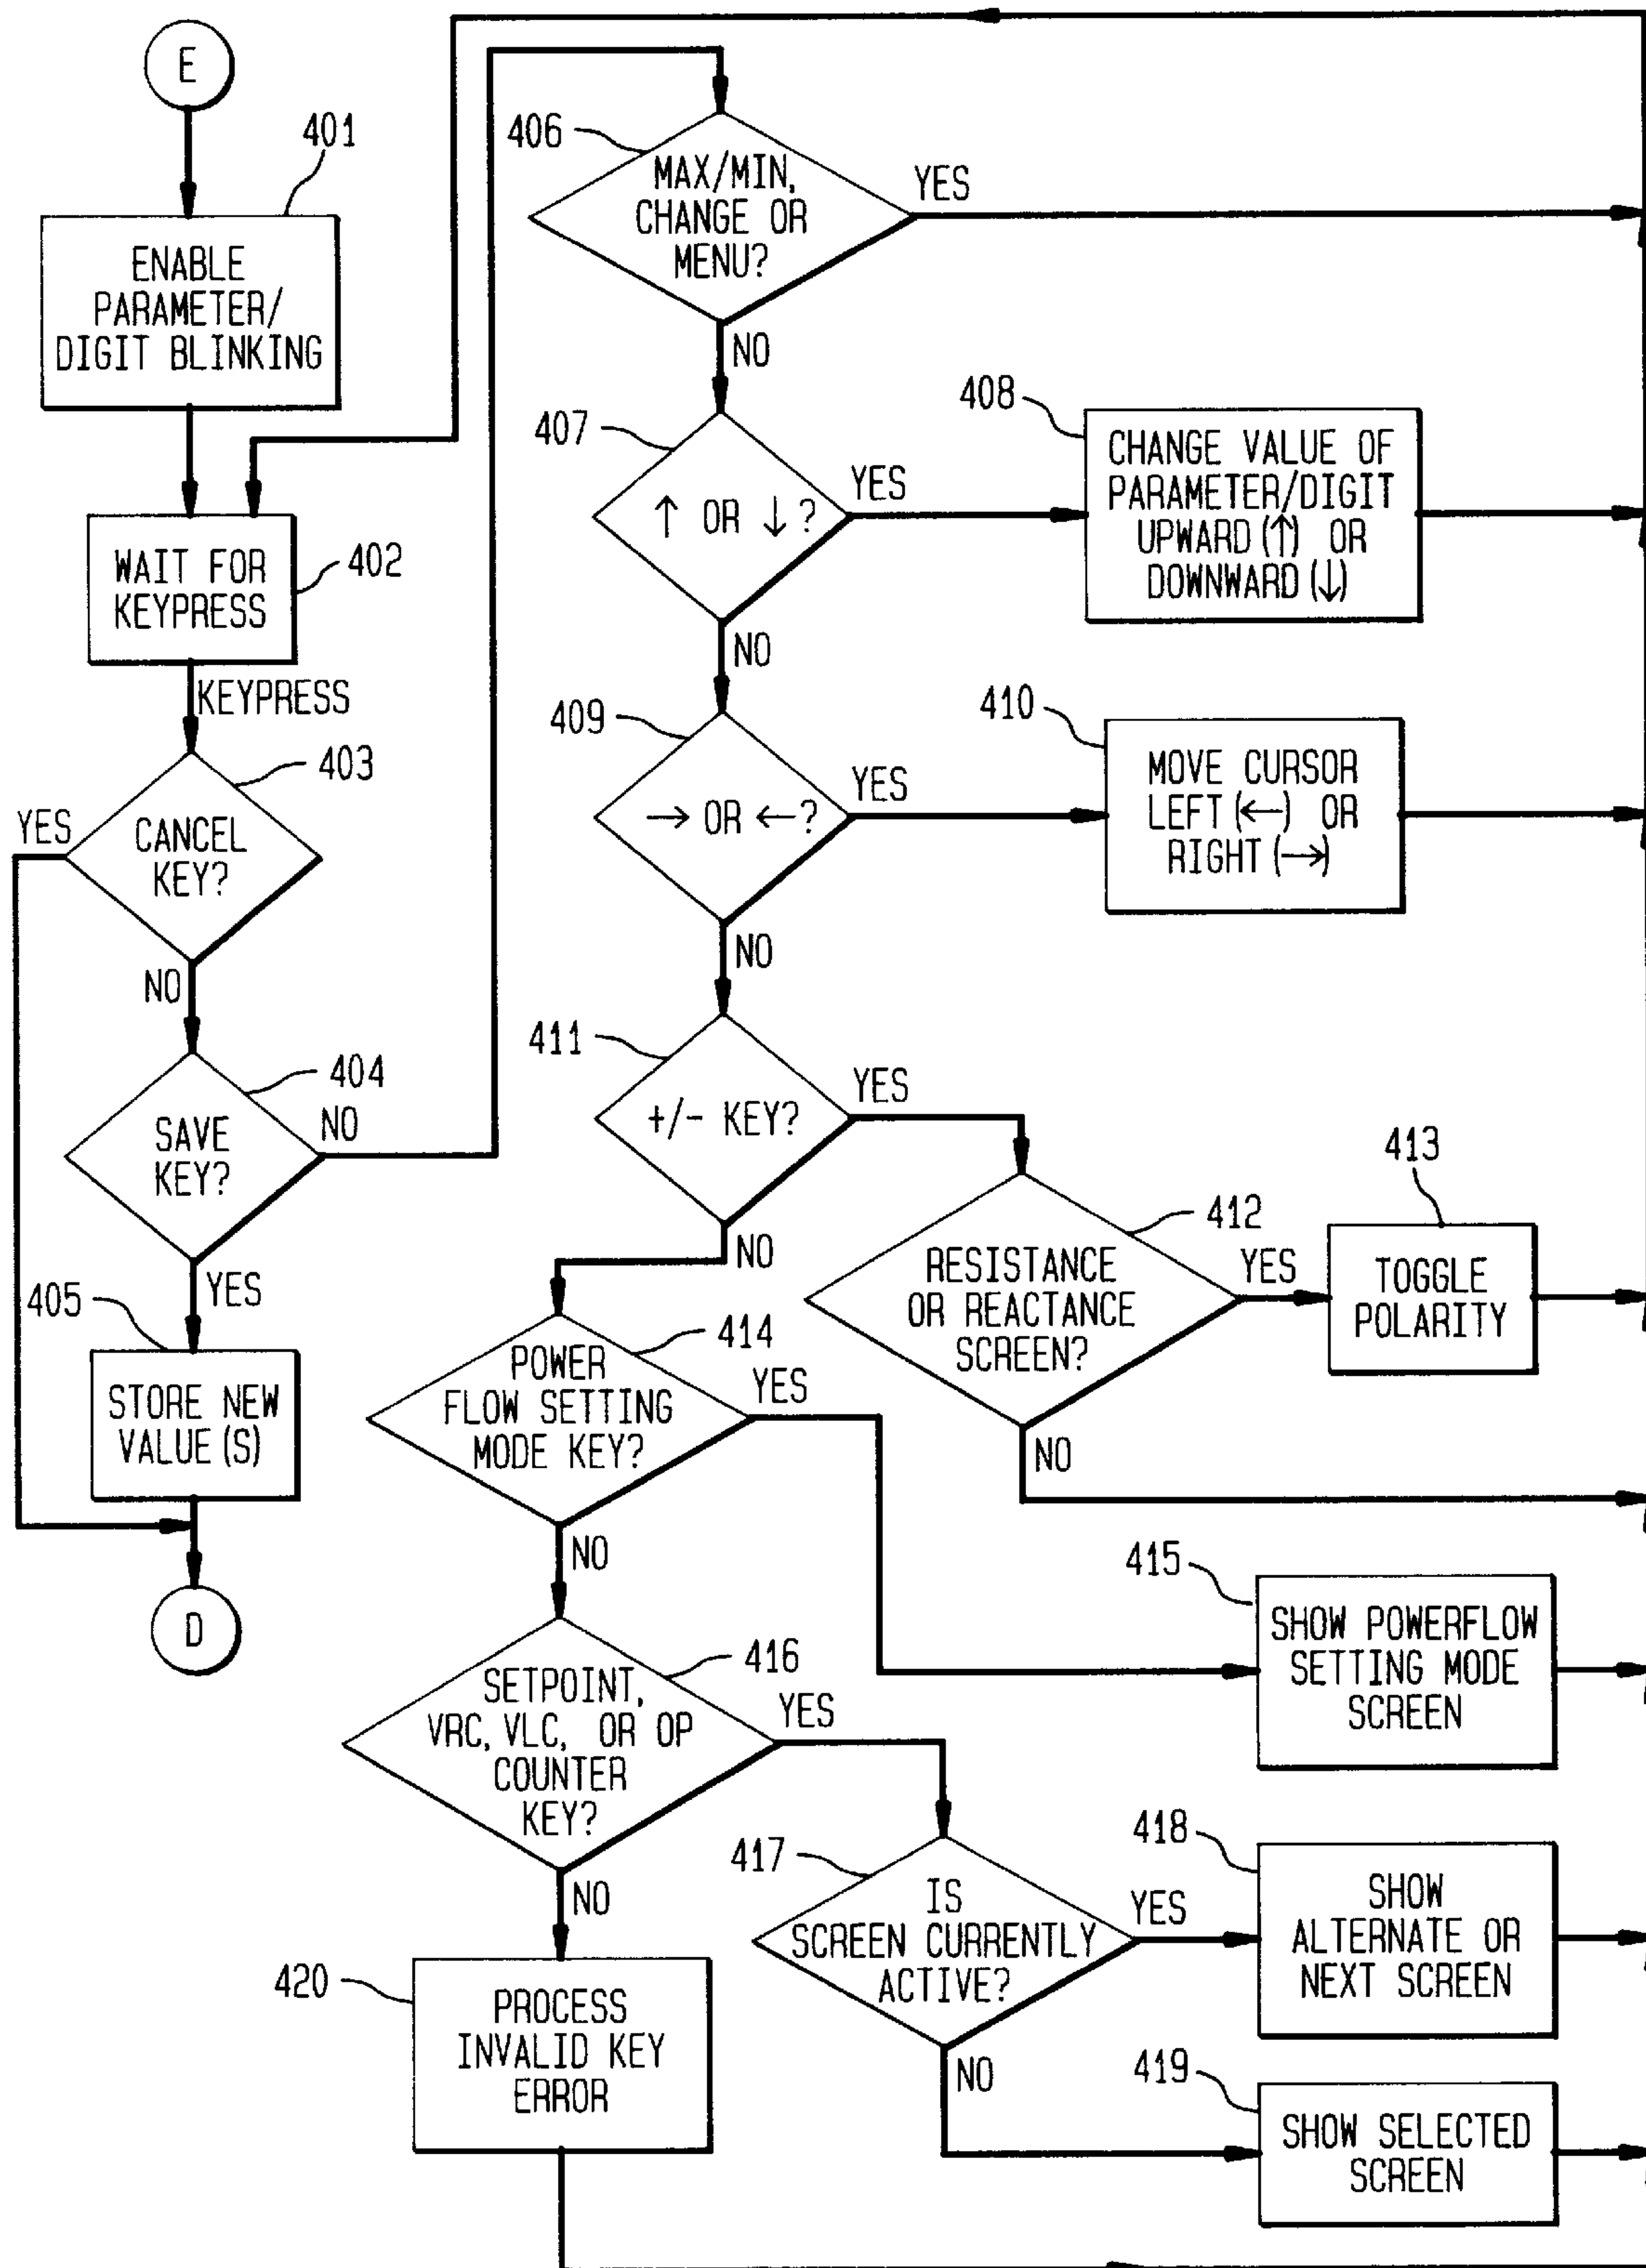 E
401
ENABLE
PARAMETER/
DIGIT BLINKING
WAIT FOR
KEYPRESS
402
KEYPRESS
403
YES
CANCEL
KEY?
NO
404
SAVE
KEY?
NO
YES
405
STORE NEW
VALUE(S)
D
406
MAX/MIN,
CHANGE OR
MENU?
YES
NO
407
↑ OR ↓?
YES
408
CHANGE VALUE OF
PARAMETER/DIGIT
UPWARD(↑) OR
DOWNWARD(↓)
NO
409
→ OR ←?
YES
410
MOVE CURSOR
LEFT(←) OR
RIGHT(→)
NO
411
+/- KEY?
YES
NO
412
RESISTANCE
OR REACTANCE
SCREEN?
YES
413
TOGGLE
POLARITY
NO
414
POWER
FLOW SETTING
MODE KEY?
YES
415
SHOW POWERFLOW
SETTING MODE
SCREEN
NO
416
SETPOINT,
VRC, VLC, OR OP
COUNTER
KEY?
YES
417
IS
SCREEN CURRENTLY
ACTIVE?
YES
418
SHOW
ALTERNATE OR
NEXT SCREEN
NO
419
SHOW SELECTED
SCREEN
NO
420
PROCESS
INVALID KEY
ERROR